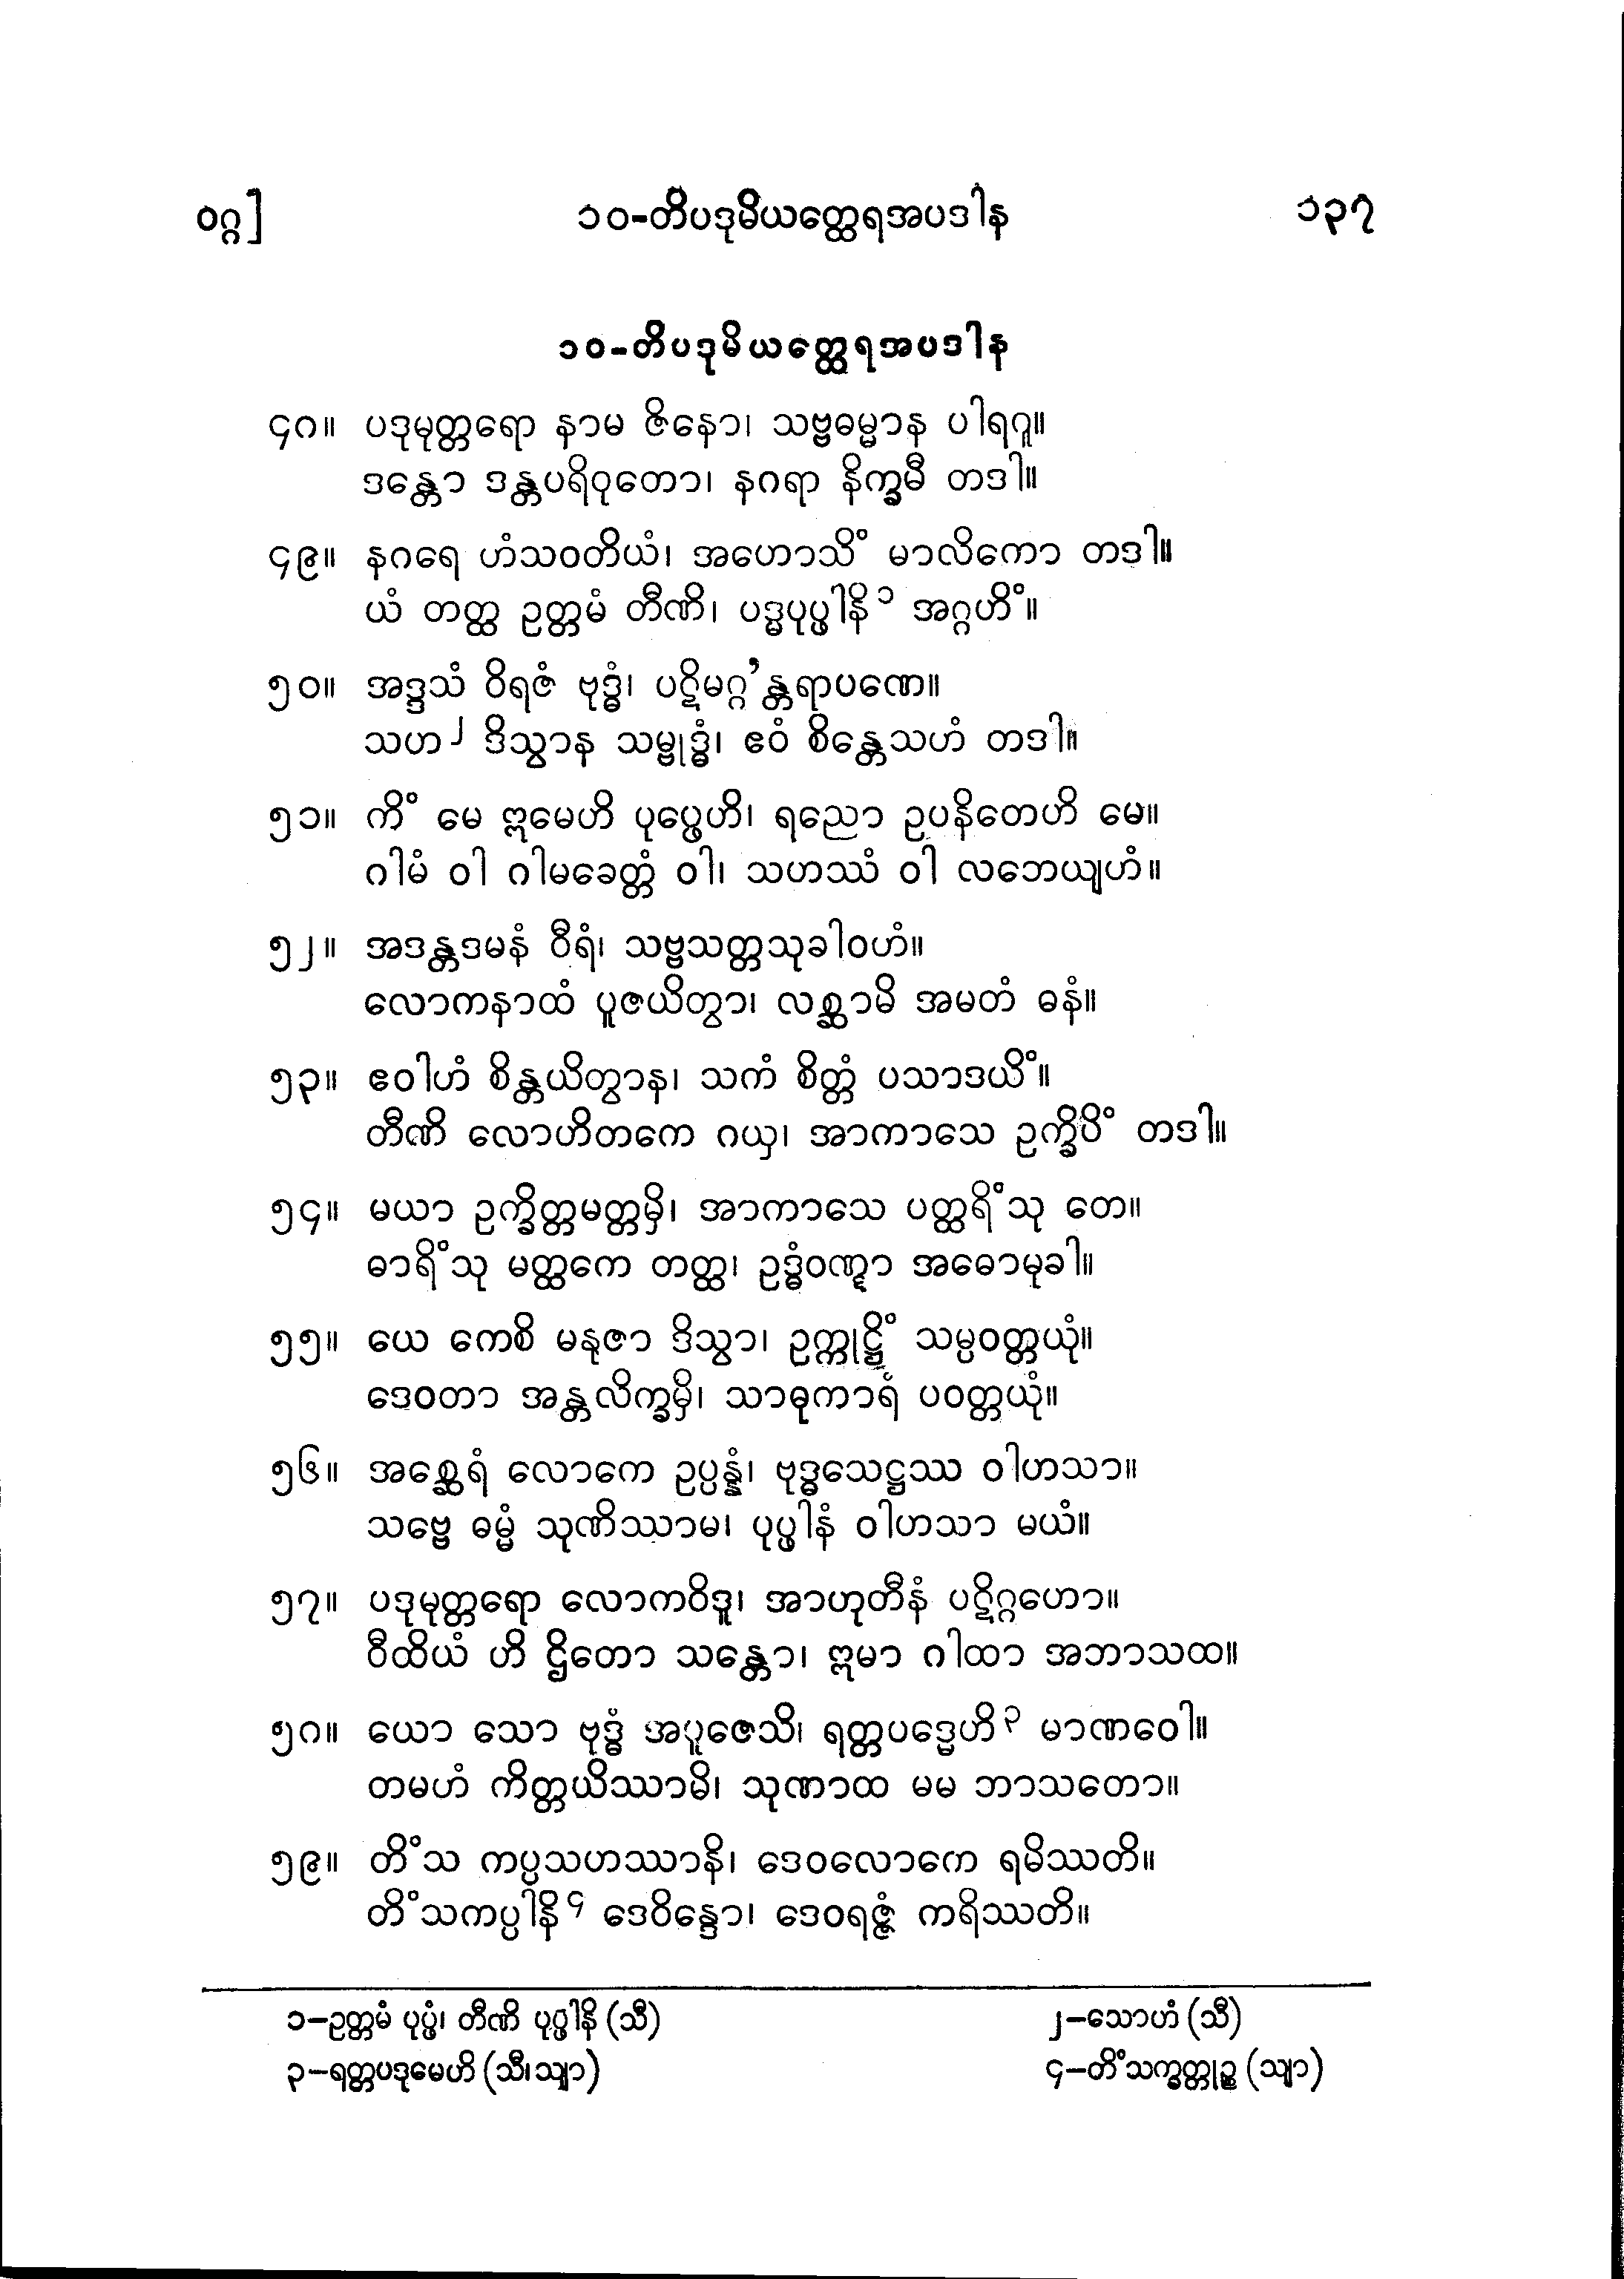 ဝဂ္ဂ] ၁၀-တိပဒုမိယတ္ထေရအပဒါန ၁၃၇
၁၀-တိပဒုမိယတ္ထေရအပဒါန
၄၈။ ပဒုမုတ္တရော နာမ ဇိနော၊ သဗ္ဗဓမ္မာန ပါရဂူ။
ဒန္တော ဒန္တပရိဝုတော၊ နဂရာ နိက္ခမီ တဒါ။
၄၉။ နဂရေ ဟံသဝတိယံ၊ အဟောသိံ မာလိကော တဒါ။
ယံ တတ္ထ ဥတ္တမံ တီဏိ၊ ပဒ္မပုပ္ဖါနိ၁ အဂ္ဂဟိံ။
၅၀။ အဒ္ဒသံ ဝိရဇံ ဗုဒ္ဓံ၊ ပဋိမဂ္ဂ’န္တရာပဏေ။
သဟ၂ ဒိသွာန သမ္ဗုဒ္ဓံ၊ ဧဝံ စိန္တေသဟံ တဒါ။
၅၁။ ကိံ မေ ဣမေဟိ ပုပ္ဖေဟိ၊ ရညော ဥပနိတေဟိ မေ။
ဂါမံ ဝါ ဂါမခေတ္တံ ဝါ၊ သဟဿံ ဝါ လဘေယျဟံ။
၅၂။ အဒန္တဒမနံ ဝီရံ၊ သဗ္ဗသတ္တသုခါဝဟံ။
လောကနာထံ ပူဇယိတွာ၊ လစ္ဆာမိ အမတံ ဓနံ။
၅၃။ ဧဝါဟံ စိန္တယိတွာန၊ သကံ စိတ္တံ ပသာဒယိံ။
တီဏိ လောဟိတကေ ဂယှ၊ အာကာသေ ဥက္ခိပိံ တဒါ။
၅၄။ မယာ ဥက္ခိတ္တမတ္တမှိ၊ အာကာသေ ပတ္ထရိံသု တေ။
ဓာရိံသု မတ္ထကေ တတ္ထ၊ ဥဒ္ဓံဝဏ္ဋာ အဓောမုခါ။
၅၅။ ယေ ကေစိ မနုဇာ ဒိသွာ၊ ဥက္ကုဋ္ဌိံ သမ္ပဝတ္တယုံ။
ဒေဝတာ အန္တလိက္ခမှိ၊ သာဓုကာရံ ပဝတ္တယုံ။
၅၆။ အစ္ဆေရံ လောကေ ဥပ္ပန္နံ၊ ဗုဒ္ဓသေဋ္ဌဿ ဝါဟသာ။
သဗ္ဗေ ဓမ္မံ သုဏိဿာမ၊ ပုပ္ဖါနံ ဝါဟသာ မယံ။
၅၇။ ပဒုမုတ္တရော လောကဝိဒူ၊ အာဟုတီနံ ပဋိဂ္ဂဟော။
ဝီထိယံ ဟိ ဌိတော သန္တော၊ ဣမာ ဂါထာ အဘာသထ။
၅၈။ ယော သော ဗုဒ္ဓံ အပူဇေသိ၊ ရတ္တပဒ္မေဟိ၃ မာဏဝေါ။
တမဟံ ကိတ္တယိဿာမိ၊ သုဏာထ မမ ဘာသတော။
၅၉။ တိံသ ကပ္ပသဟဿာနိ၊ ဒေဝလောကေ ရမိဿတိ။
တိံသကပ္ပါနိ၄ ဒေဝိန္ဒော၊ ဒေဝရဇ္ဇံ ကရိဿတိ။
၁–ဥတ္တမံ ပုပ္ဖံ၊ တီဏိ ပုပ္ဖါနိ (သီ) ၂–သောဟံ (သီ)
၃–ရတ္တပဒုမေဟိ (သီ၊သျာ) ၄–တိံသက္ခတ္တုဉ္စ (သျာ)